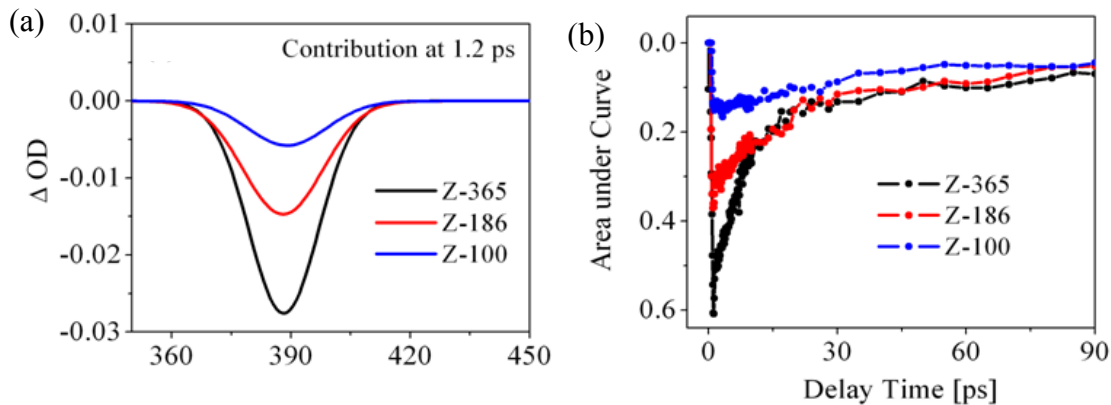 (a)
0.01
0.00
-0.01
-0.02
-0.03
Δ OD
Contribution at 1.2 ps
Z-365
Z-186
Z-100
360
390
420
450
(b)
0.0
0.2
0.4
0.6
Area under Curve
Z-365
Z-186
Z-100
0
30
60
90
Delay Time [ps]